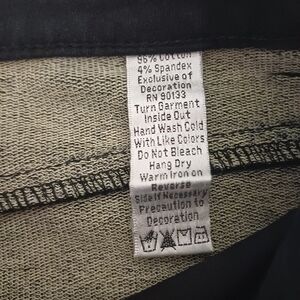 96% Cotton
4% Spandex
Exclusive of
Decoration
RN 90133
Turn Garment
Inside Out
Hand Wash Cold
With Like Colors
Do Not Bleach
Hang Dry
Warm Iron on
Reverse
Side If Necessary
Precaution to
Decoration